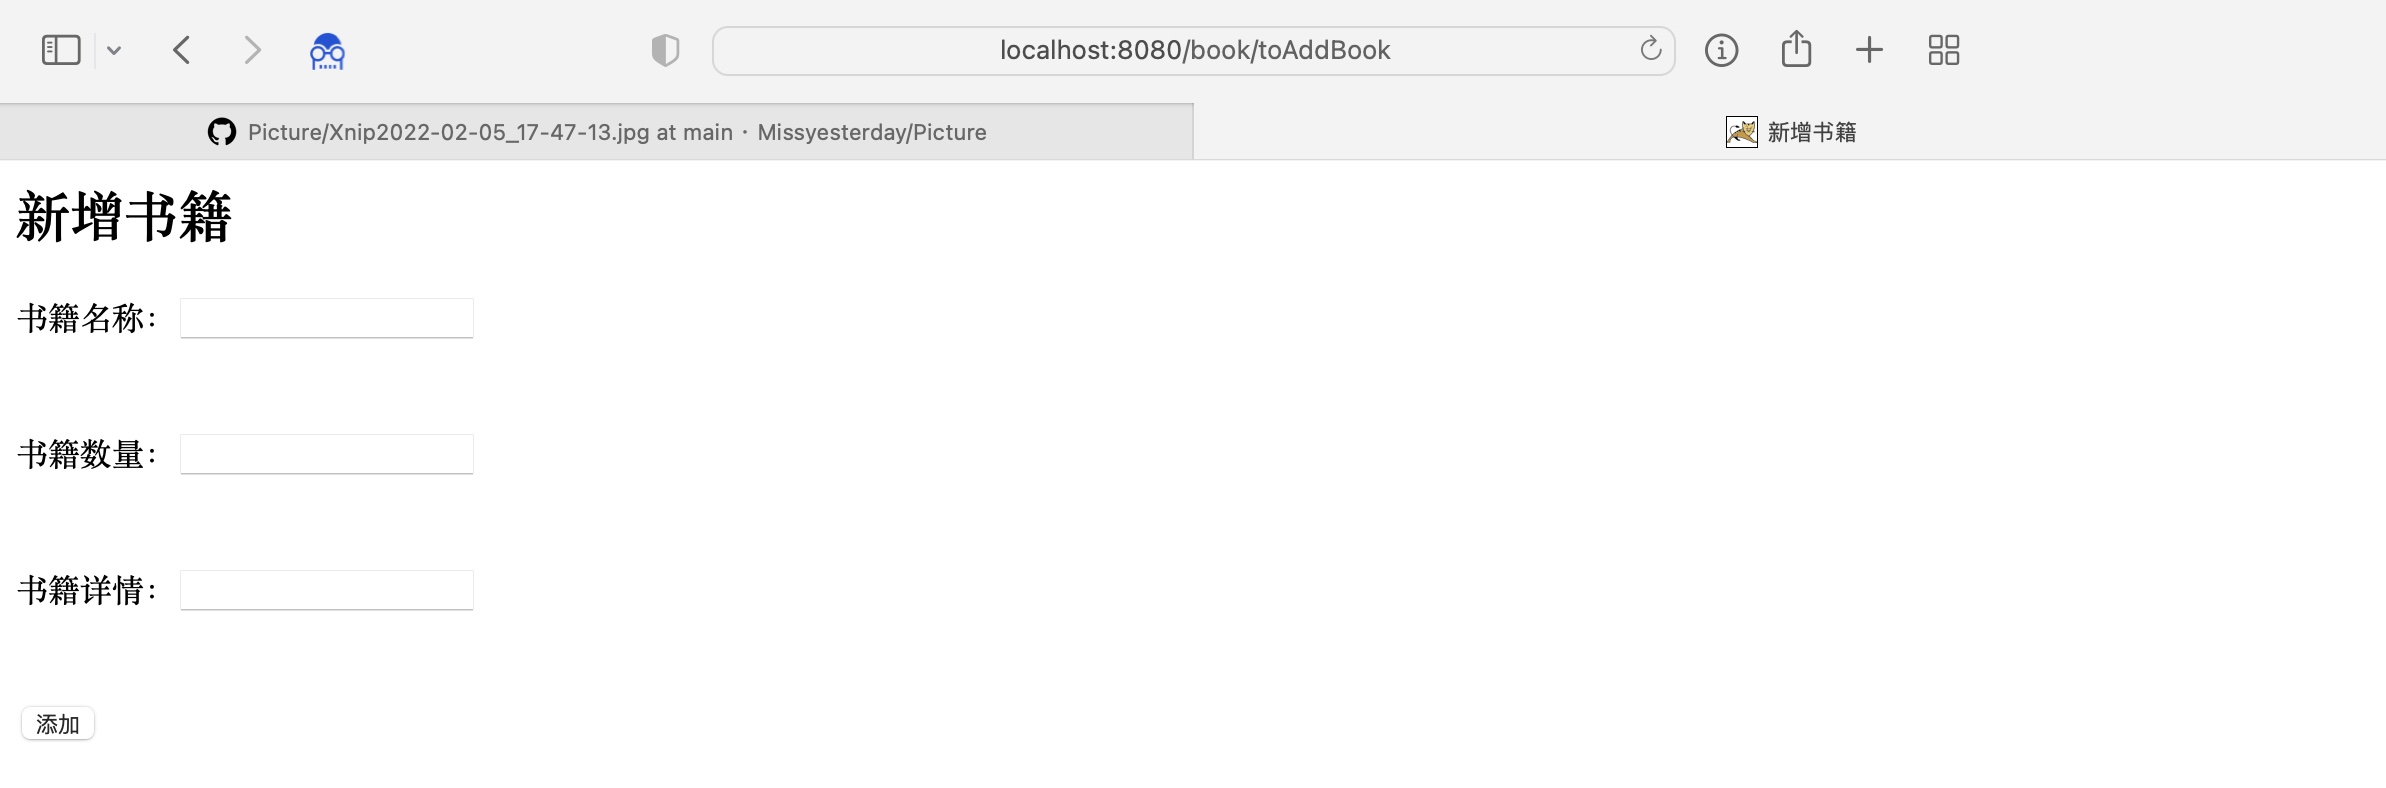 localhost:8080/book/toAddBook
Picture/Xnip2022-02-05_17-47-13.jpg at main · Missyesterday/Picture
新增书籍
新增书籍
书籍名称：
书籍数量：
书籍详情：
添加